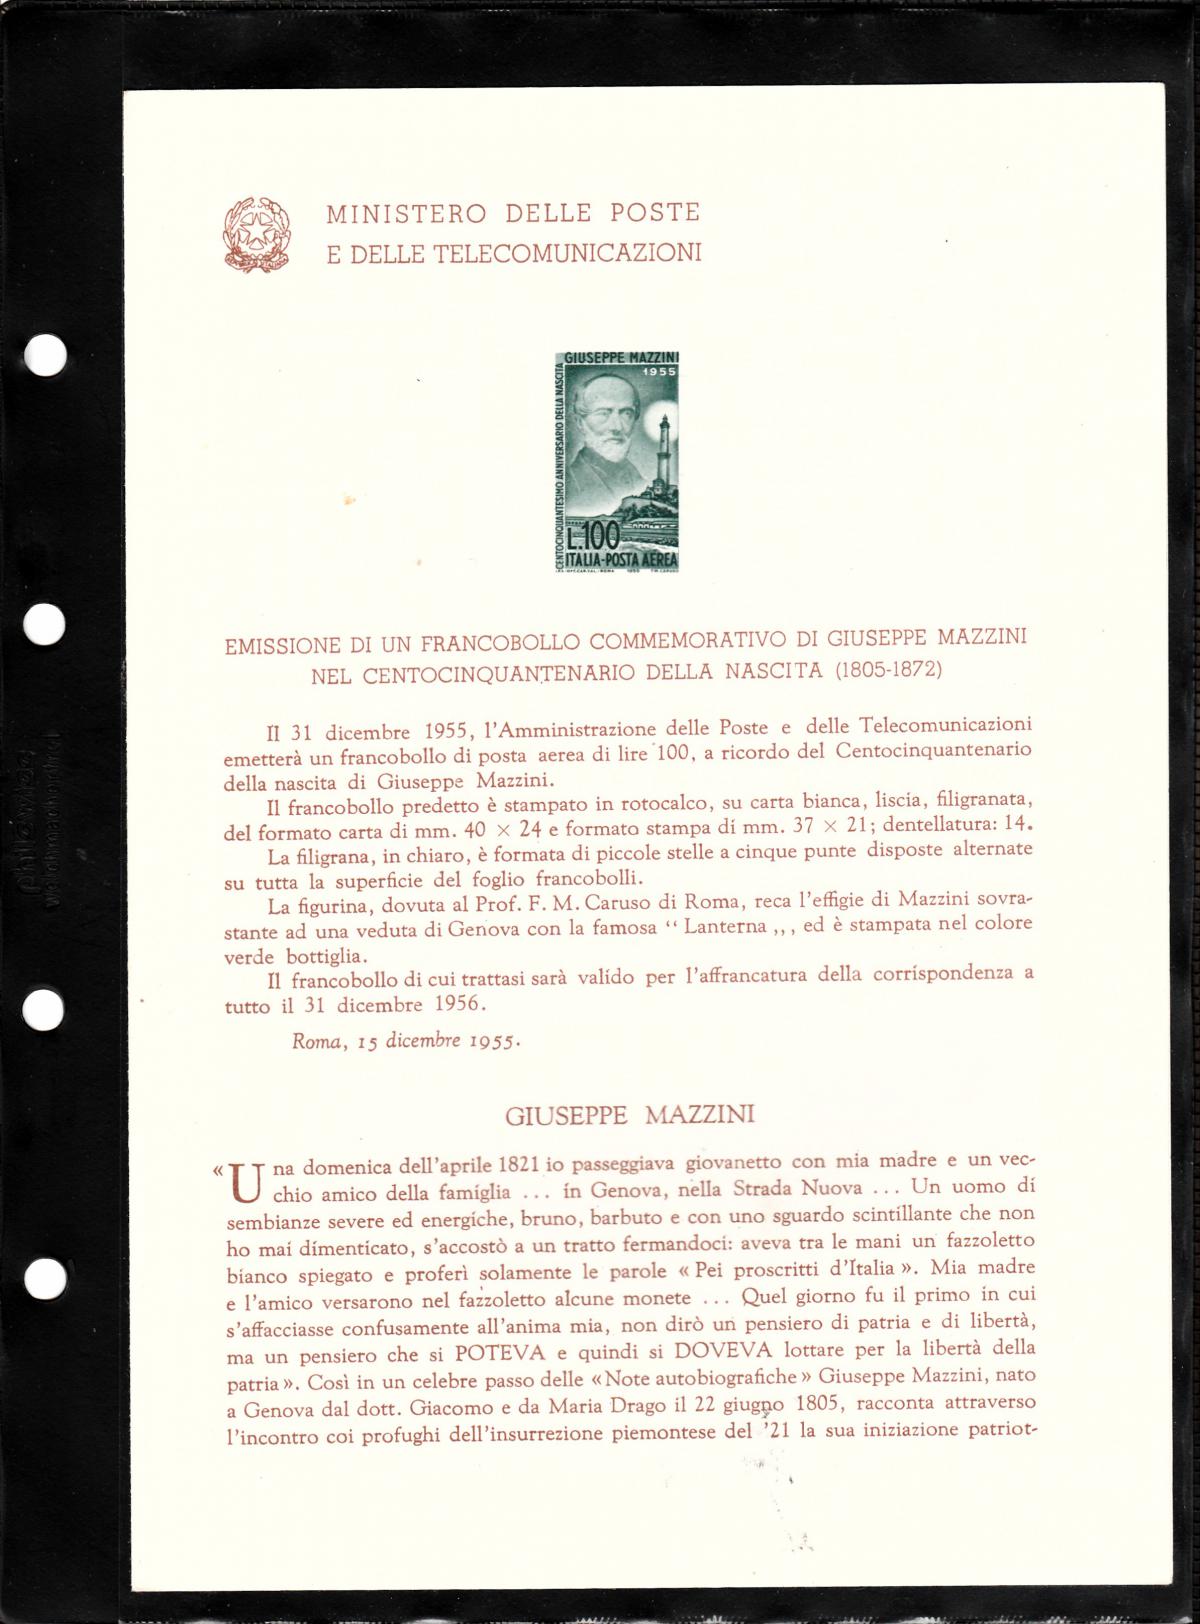 MINISTERO DELLE POSTE
E DELLE TELECOMUNICAZIONI
GIUSEPPE MAZZINI
1955
CENTOCINQUANTESIMO ANNIVERSARIO DELLA NASCITA
L.100
ITALIA-POSTA AEREA
EMISSIONE DI UN FRANCOBOLLO COMMEMORATIVO DI GIUSEPPE MAZZINI
NEL CENTOCINQUANTENARIO DELLA NASCITA (1805-1872)
Il 31 dicembre 1955, l'Amministrazione delle Poste e delle Telecomunicazioni
emetterà un francobollo di posta aerea di lire 100, a ricordo del Centocinquantenario
della nascita di Giuseppe Mazzini.
Il francobollo predetto è stampato in rotocalco, su carta bianca, liscia, filigranata,
del formato carta di mm. 40 × 24 e formato stampa di mm. 37 × 21; dentellatura: 14.
La filigrana, in chiaro, è formata di piccole stelle a cinque punte disposte alternate
su tutta la superficie del foglio francobolli.
La figurina, dovuta al Prof. F. M. Caruso di Roma, reca l'effigie di Mazzini sovra-
stante ad una veduta di Genova con la famosa “ Lanterna ,, , ed è stampata nel colore
verde bottiglia.
Il francobollo di cui trattasi sarà valido per l'affrancatura della corrispondenza a
tutto il 31 dicembre 1956.
Roma, 15 dicembre 1955.
GIUSEPPE MAZZINI
« Una domenica dell'aprile 1821 io passeggiava giovanetto con mia madre e un vec-
chio amico della famiglia ... in Genova, nella Strada Nuova ... Un uomo di
sembianze severe ed energiche, bruno, barbuto e con uno sguardo scintillante che non
ho mai dimenticato, s'accostò a un tratto fermandoci: aveva tra le mani un fazzoletto
bianco spiegato e proferì solamente le parole « Pei proscritti d'Italia ». Mia madre
e l'amico versarono nel fazzoletto alcune monete ... Quel giorno fu il primo in cui
s'affacciasse confusamente all'anima mia, non dirò un pensiero di patria e di libertà,
ma un pensiero che si POTEVA e quindi si DOVEVA lottare per la libertà della
patria ». Così in un celebre passo delle «Note autobiografiche» Giuseppe Mazzini, nato
a Genova dal dott. Giacomo e da Maria Drago il 22 giugno 1805, racconta attraverso
l'incontro coi profughi dell'insurrezione piemontese del '21 la sua iniziazione patriot-